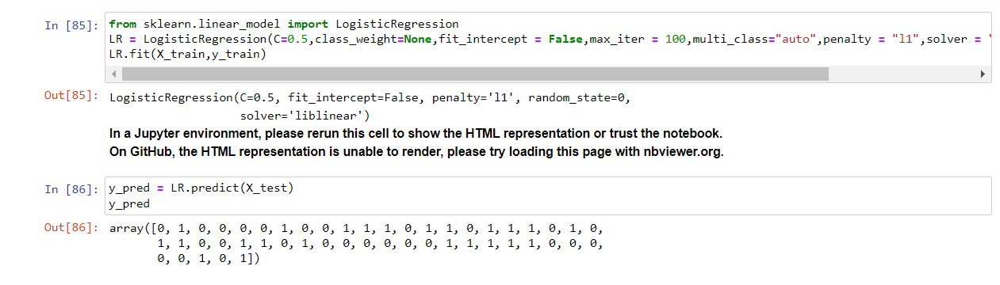 In [85]: from sklearn.linear_model import LogisticRegression
LR = LogisticRegression(C=0.5,class_weight=None,fit_intercept = False,max_iter = 100,multi_class="auto",penalty = "l1",solver = '
LR.fit(X_train,y_train)
Out[85]: LogisticRegression(C=0.5, fit_intercept=False, penalty='l1', random_state=0,
solver='liblinear')
In a Jupyter environment, please rerun this cell to show the HTML representation or trust the notebook.
On GitHub, the HTML representation is unable to render, please try loading this page with nbviewer.org.
In [86]: y_pred = LR.predict(X_test)
y_pred
Out[86]: array([0, 1, 0, 0, 0, 0, 1, 0, 0, 1, 1, 1, 0, 1, 1, 0, 1, 1, 1, 0, 1, 0,
1, 1, 0, 0, 1, 1, 0, 1, 0, 0, 0, 0, 0, 0, 1, 1, 1, 1, 1, 0, 0, 0,
0, 0, 1, 0, 1])